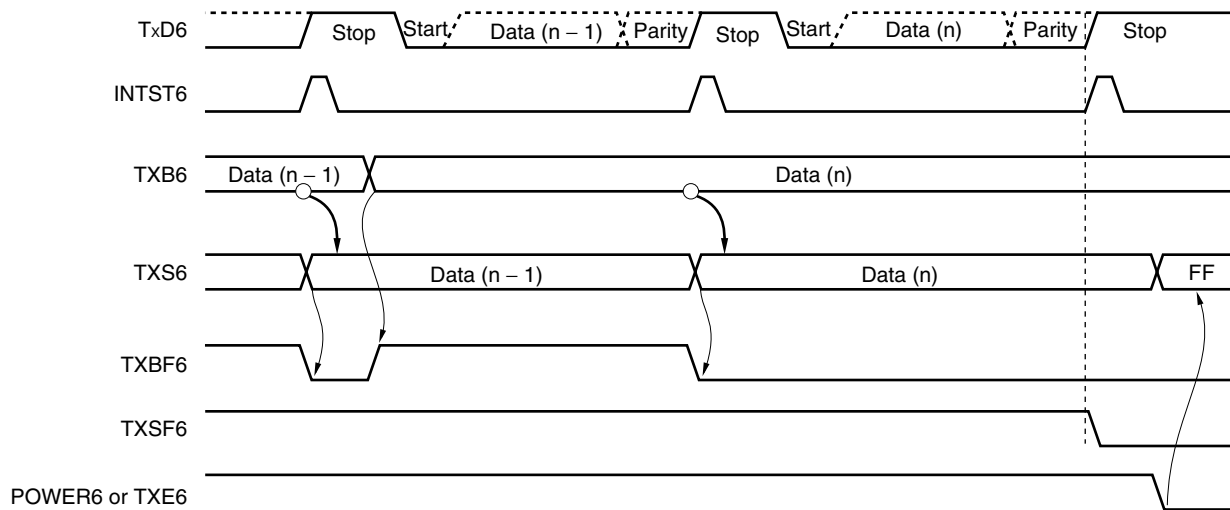 TxD6 Stop Start Data (n – 1) Parity Stop Start Data (n) Parity Stop
INTST6
TXB6 Data (n – 1) Data (n)
TXS6 Data (n – 1) Data (n) FF
TXBF6
TXSF6
POWER6 or TXE6